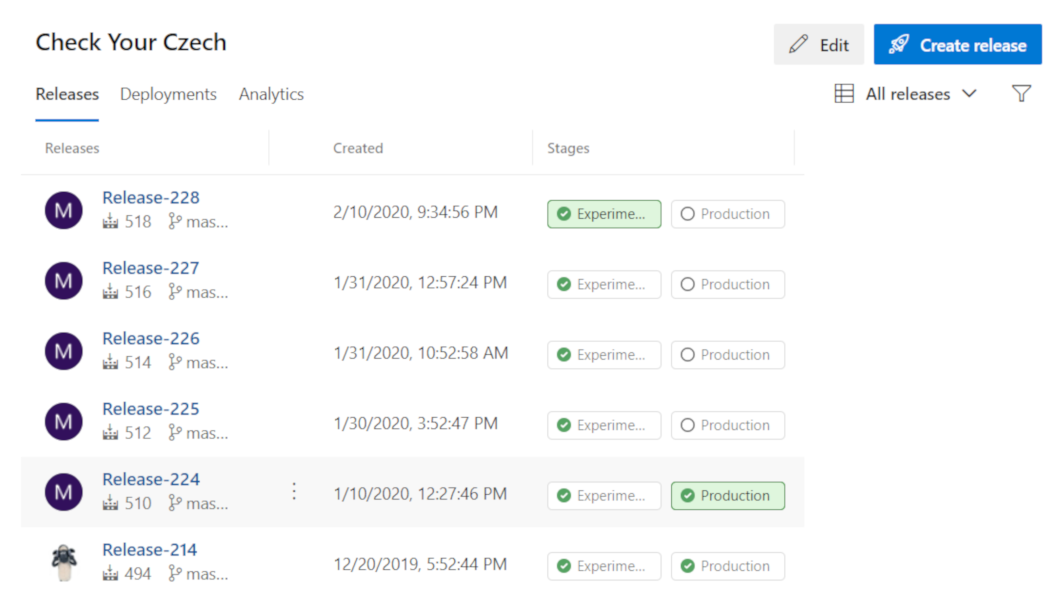 Check Your Czech
Edit
Create release
Releases Deployments Analytics
All releases
Releases Created Stages
M Release-228
518 mas... 2/10/2020, 9:34:56 PM Experime... Production
M Release-227
516 mas... 1/31/2020, 12:57:24 PM Experime... Production
M Release-226
514 mas... 1/31/2020, 10:52:58 AM Experime... Production
M Release-225
512 mas... 1/30/2020, 3:52:47 PM Experime... Production
M Release-224
510 mas... 1/10/2020, 12:27:46 PM Experime... Production
Release-214
494 mas... 12/20/2019, 5:52:44 PM Experime... Production